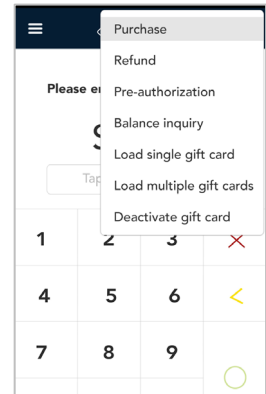 Purchase
Refund
Please
Pre-authorization
Balance inquiry
Load single gift card
Load multiple gift cards
Deactivate gift card
1 2 3
4 5 6
7 8 9